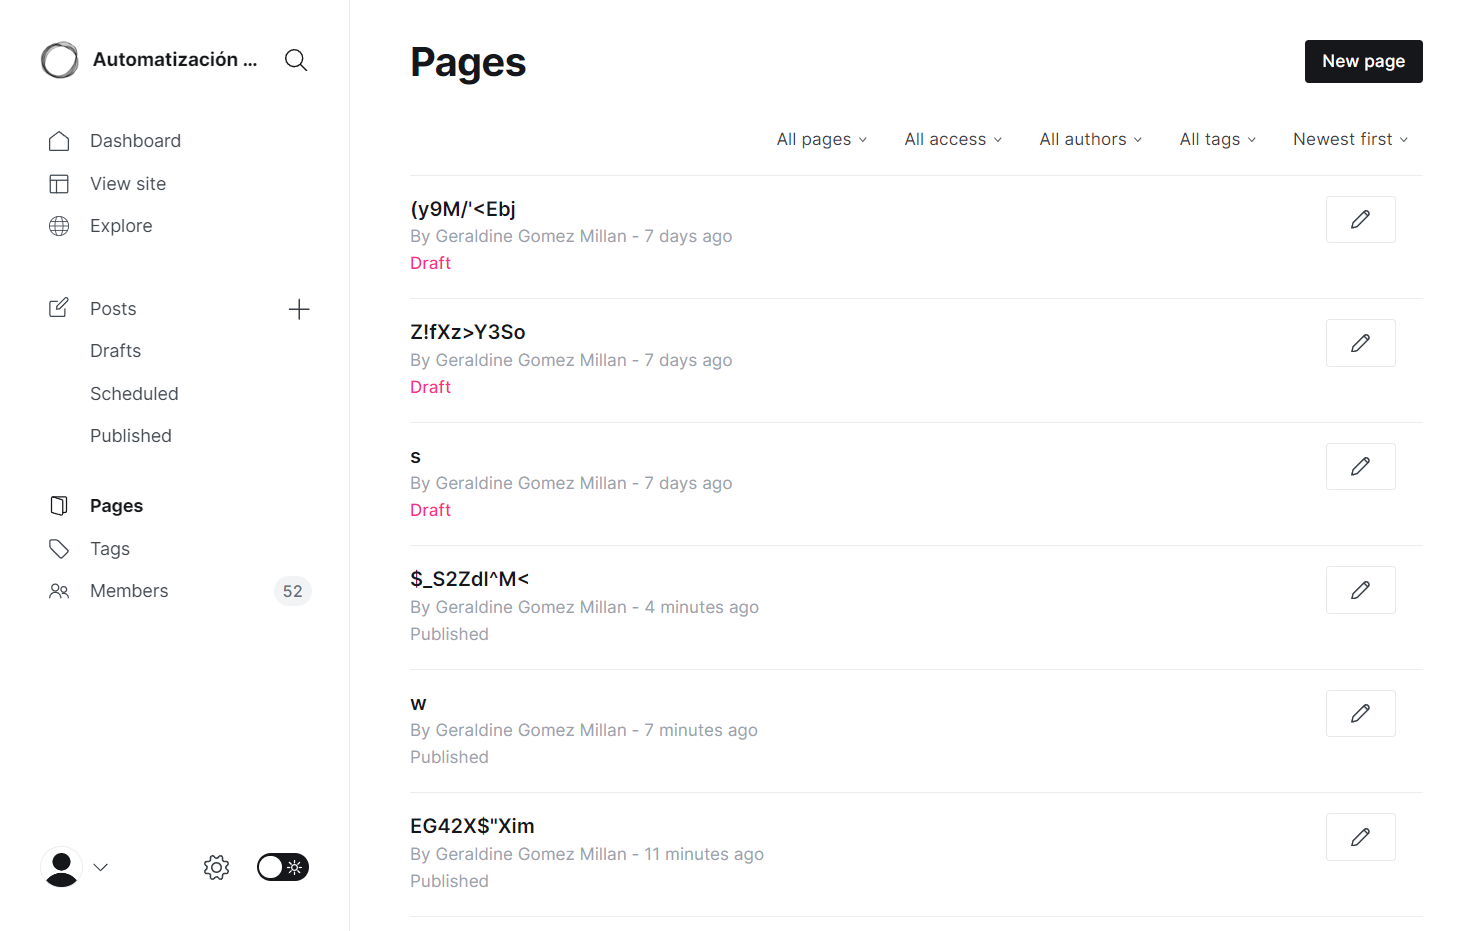 Automatización ...
Dashboard
View site
Explore
Posts
Drafts
Scheduled
Published
Pages
Tags
Members 52
Pages
New page
All pages All access All authors All tags Newest first
(y9M/'<Ebj
By Geraldine Gomez Millan - 7 days ago
Draft
Z!fXz>Y3So
By Geraldine Gomez Millan - 7 days ago
Draft
s
By Geraldine Gomez Millan - 7 days ago
Draft
$_S2ZdI^M<
By Geraldine Gomez Millan - 4 minutes ago
Published
w
By Geraldine Gomez Millan - 7 minutes ago
Published
EG42X$"Xim
By Geraldine Gomez Millan - 11 minutes ago
Published